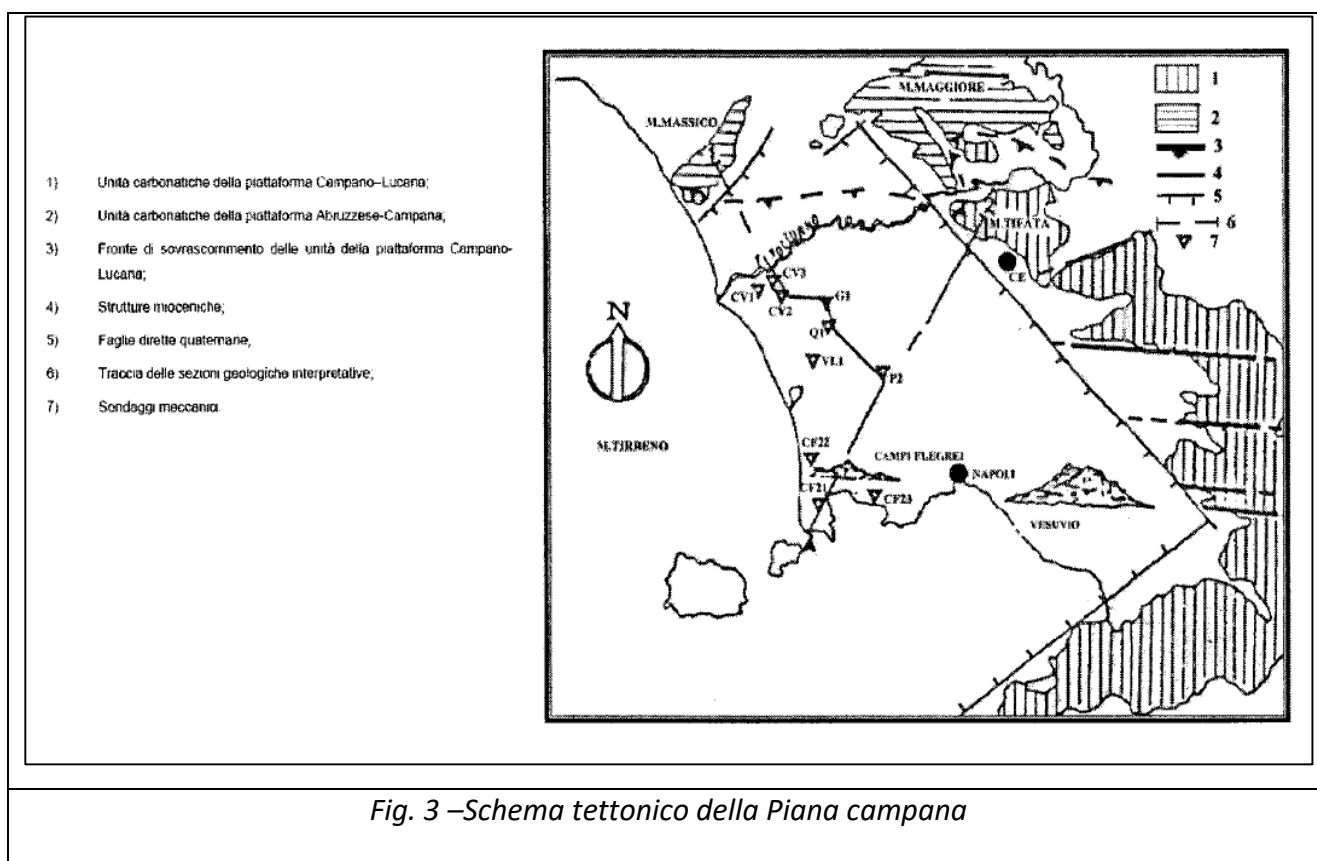 1) Unità carbonatiche della piattaforma Campano–Lucana;
2) Unità carbonatiche della piattaforma Abruzzese-Campana;
3) Fronte di sovrascorrimento delle unità della piattaforma Campano-
Lucana;
4) Strutture mioceniche;
5) Faglie dirette quaternarie,
6) Traccia delle sezioni geologiche interpretative;
7) Sondaggi meccanici.
M.MAGGIORE
M.MASSICO
1
2
3
4
5
6
7
M.TIFATA
CE
CV3
CV1
CV2
G1
Q1
VL1
P2
N
M.TIRRENO
CF22
CAMPI FLEGREI
NAPOLI
CF21
CF23
VESUVIO
Fig. 3 –Schema tettonico della Piana campana